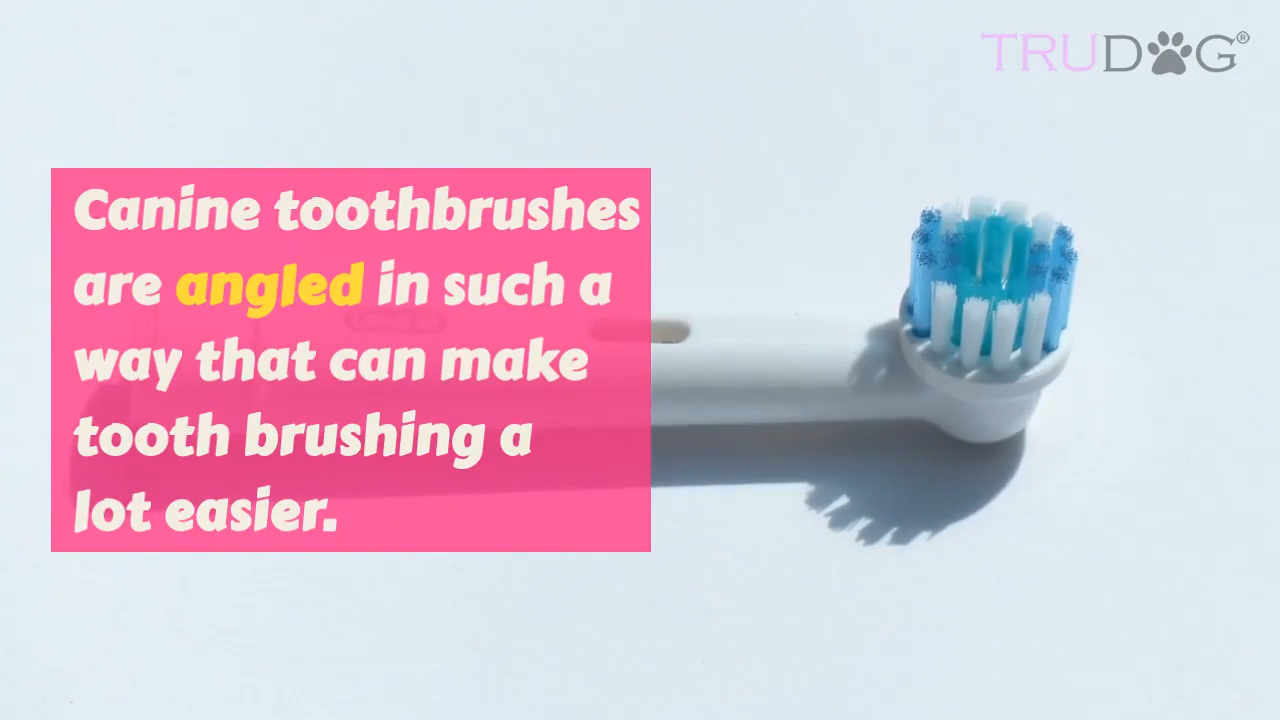 TRUDOG®
Canine toothbrushes
are angled in such a
way that can make
tooth brushing a
lot easier.